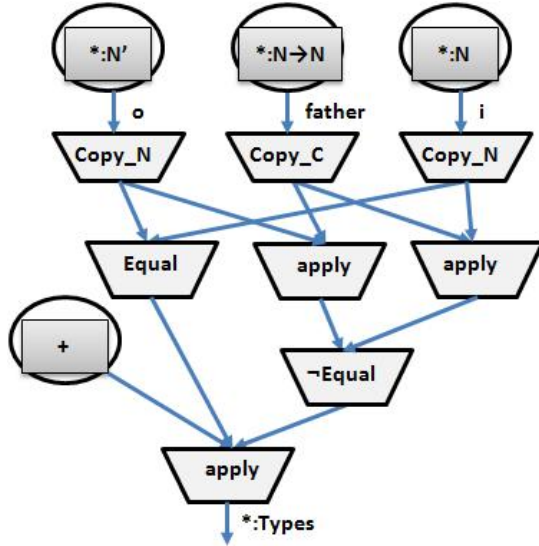 *:N' *:N→N *:N
o father i
Copy_N Copy_C Copy_N
Equal apply apply
+
¬Equal
apply
*:Types